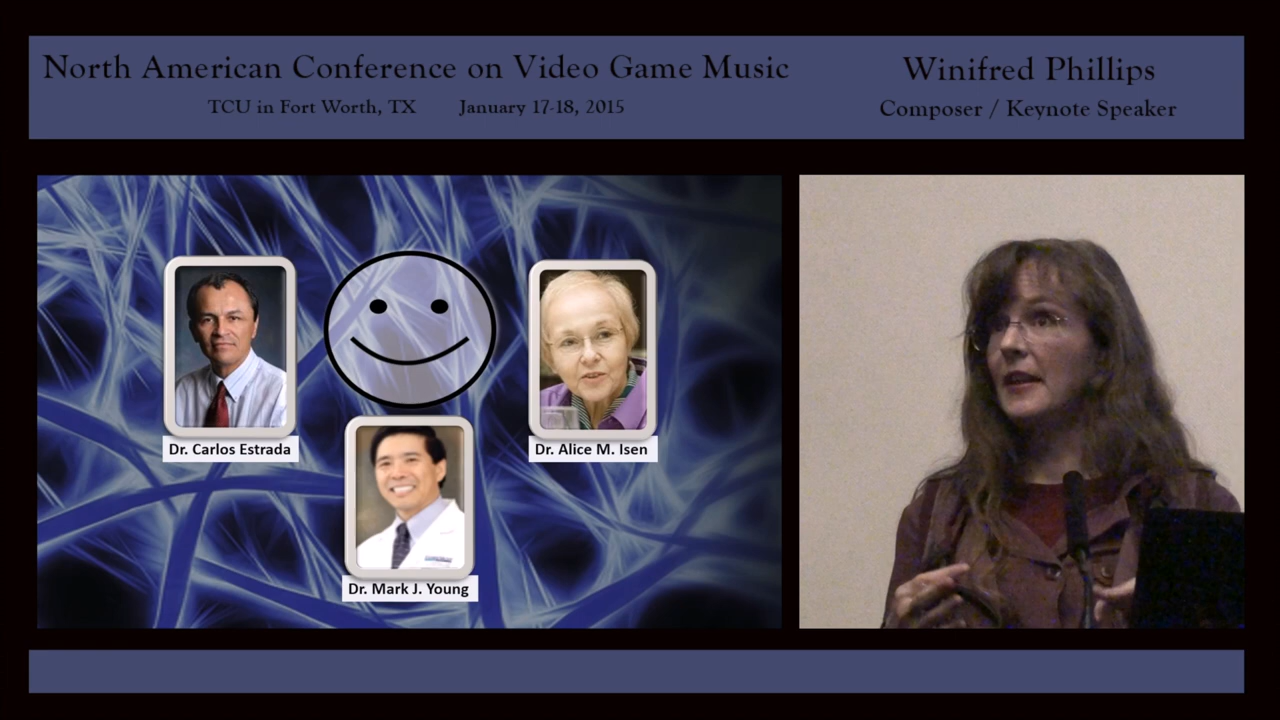 North American Conference on Video Game Music
TCU in Fort Worth, TX January 17-18, 2015
Winifred Phillips
Composer / Keynote Speaker
Dr. Carlos Estrada
Dr. Alice M. Isen
Dr. Mark J. Young